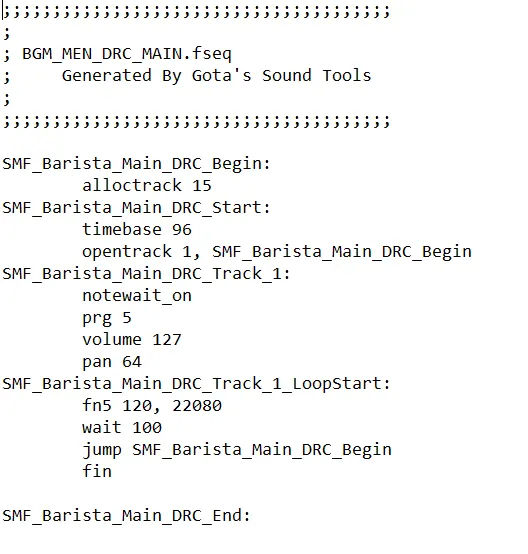 ;;;;;;;;;;;;;;;;;;;;;;;;;;;;;;;;;;;;;;;
;
; BGM_MEN_DRC_MAIN.fseq
;     Generated By Gota's Sound Tools
;
;;;;;;;;;;;;;;;;;;;;;;;;;;;;;;;;;;;;;;;

SMF_Barista_Main_DRC_Begin:
        alloctrack 15
SMF_Barista_Main_DRC_Start:
        timebase 96
        opentrack 1, SMF_Barista_Main_DRC_Begin
SMF_Barista_Main_DRC_Track_1:
        notewait_on
        prg 5
        volume 127
        pan 64
SMF_Barista_Main_DRC_Track_1_LoopStart:
        fn5 120, 22080
        wait 100
        jump SMF_Barista_Main_DRC_Begin
        fin

SMF_Barista_Main_DRC_End: